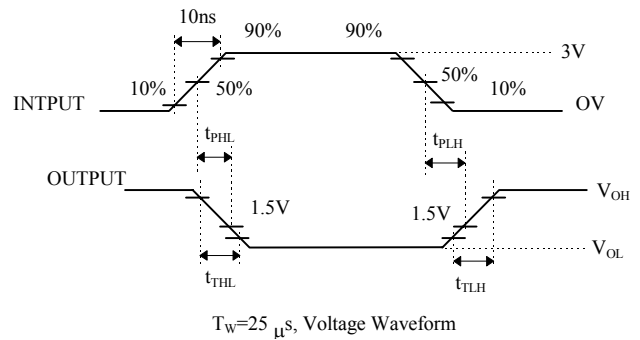 10ns
90% 90%
3V
10% 50% 50% 10%
INTPUT OV
tPHL tPLH
OUTPUT
VOH
1.5V 1.5V
VOL
tTHL tTLH
TW=25 μs, Voltage Waveform